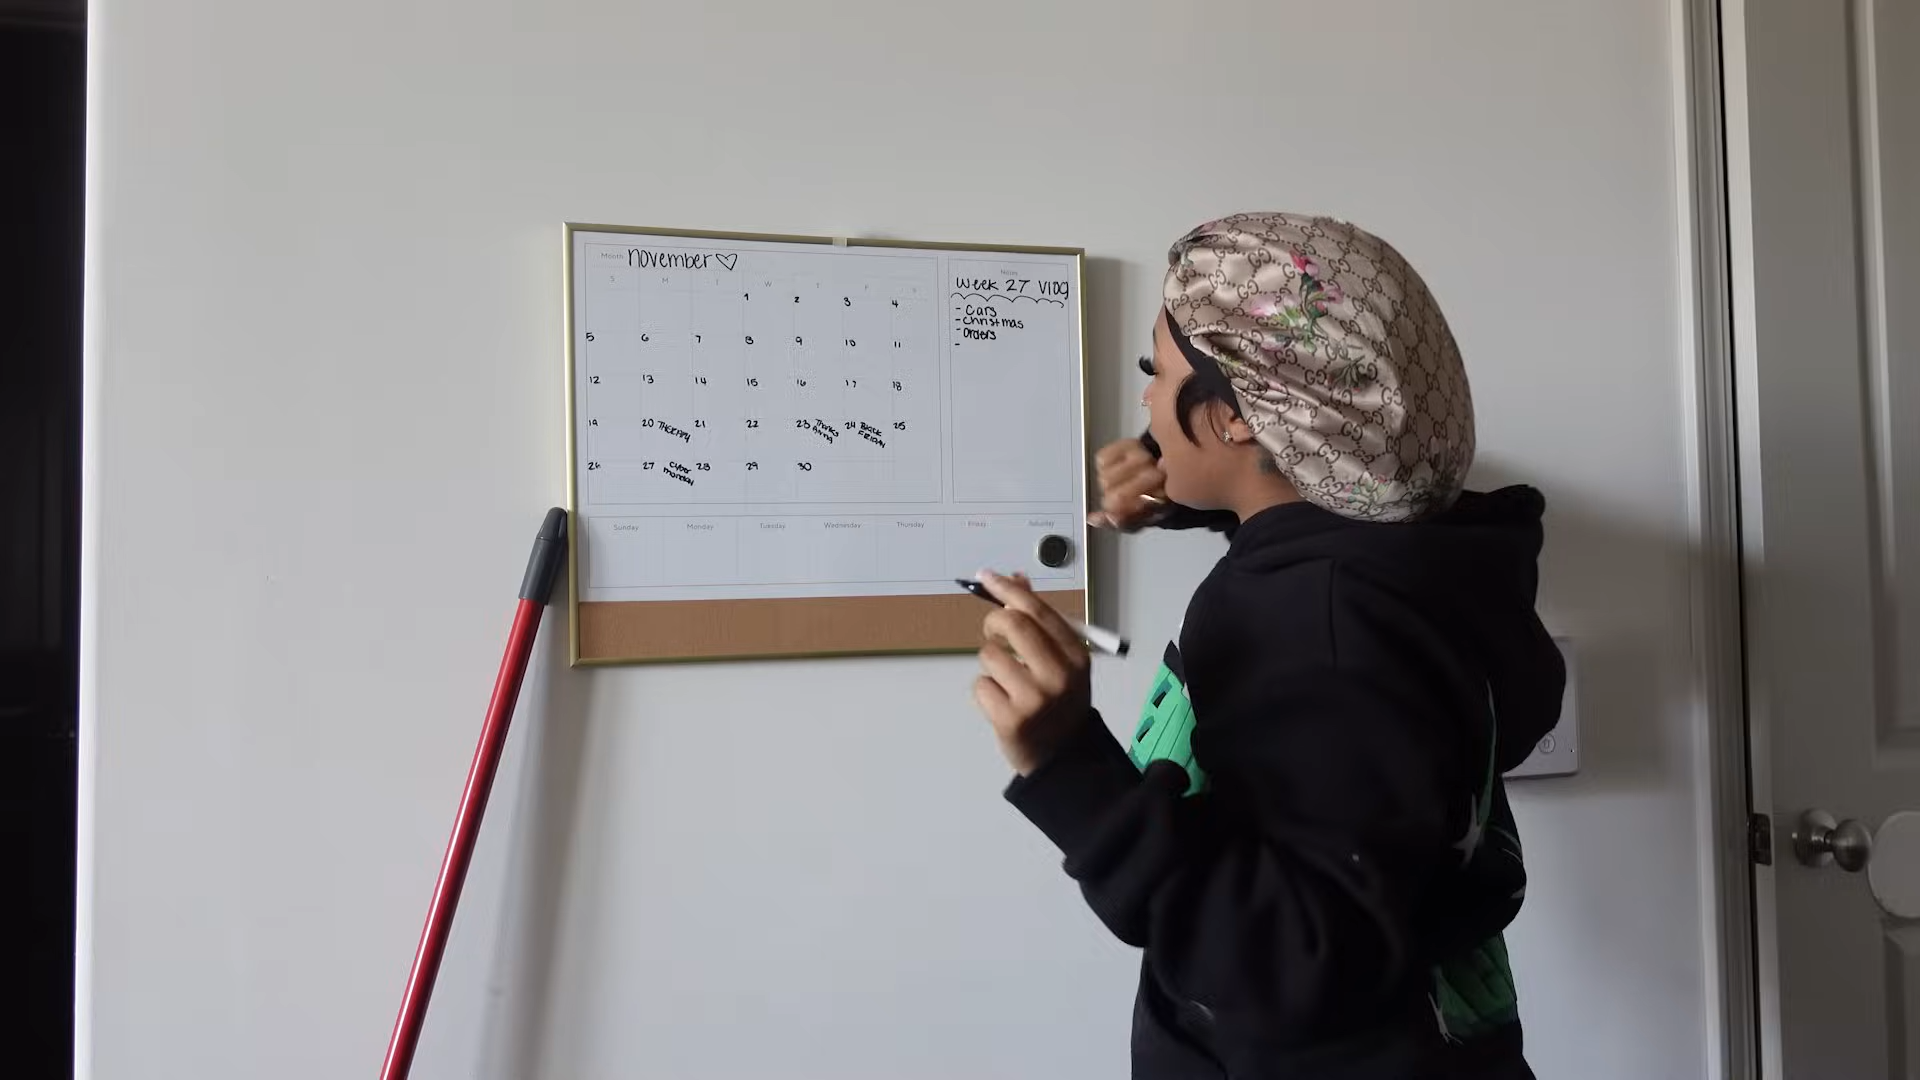 Month november♡
S M T W T F S
1 2 3 4
5 6 7 8 9 10 11
12 13 14 15 16 17 18
19 20 THERAPY 21 22 23 Thanks giving 24 Black FRIDAY 25
26 27 cyber monday 28 29 30
Notes
week 27 vlog
- Cars
- Christmas
- orders
-
Sunday Monday Tuesday Wednesday Thursday Friday Saturday